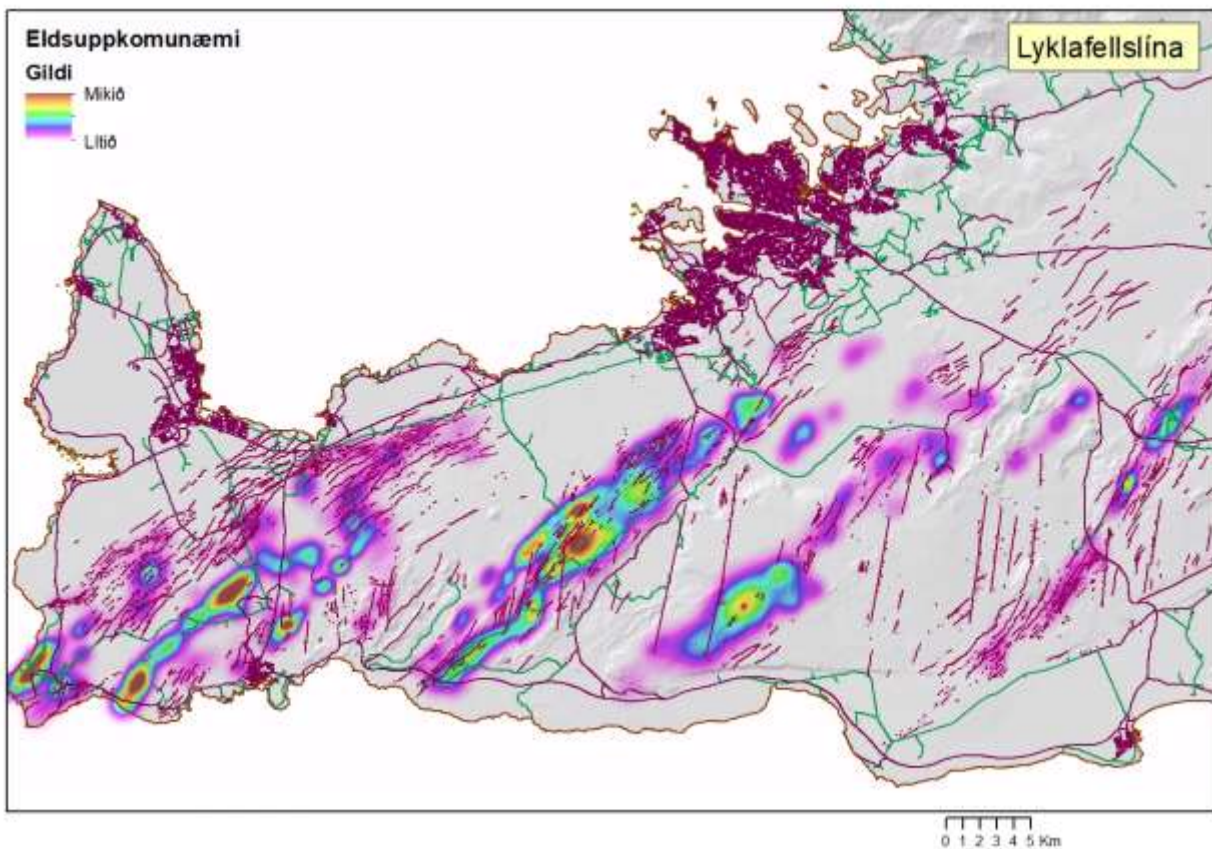 Eldsuppkomunæmi
Gildi
Mikið
Lítið
Lyklafellslína
0 1 2 3 4 5 Km